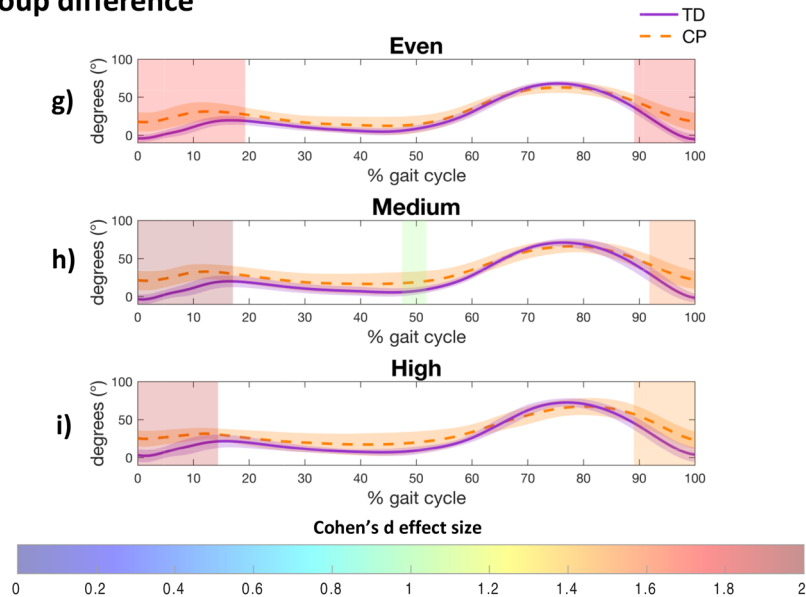 oup difference
TD
CP
Even
g)
degrees (°)
100
50
0
0 10 20 30 40 50 60 70 80 90 100
% gait cycle
Medium
h)
degrees (°)
100
50
0
0 10 20 30 40 50 60 70 80 90 100
% gait cycle
High
i)
degrees (°)
100
50
0
0 10 20 30 40 50 60 70 80 90 100
% gait cycle
Cohen's d effect size
0 0.2 0.4 0.6 0.8 1 1.2 1.4 1.6 1.8 2